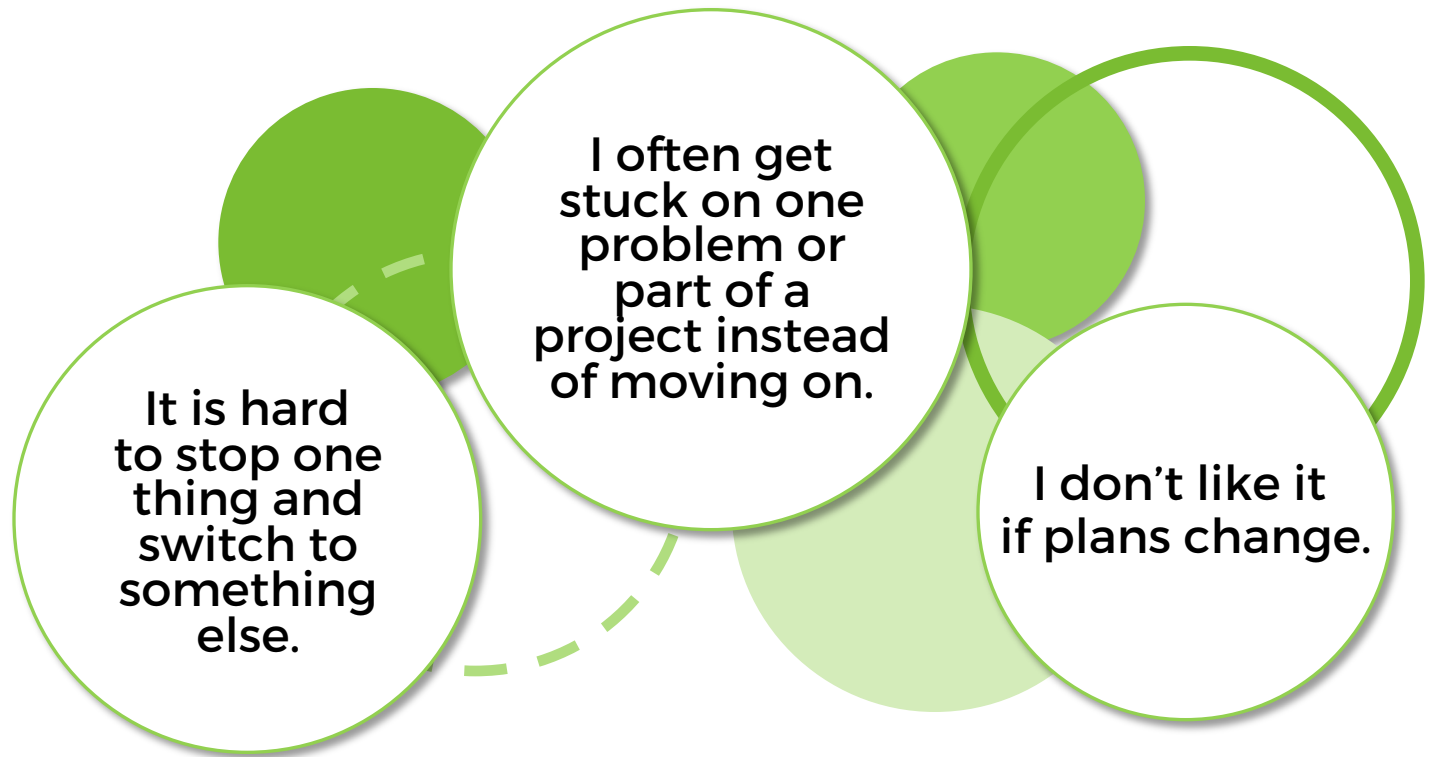 It is hard
to stop one
thing and
switch to
something
else.
I often get
stuck on one
problem or
part of a
project instead
of moving on.
I don’t like it
if plans change.